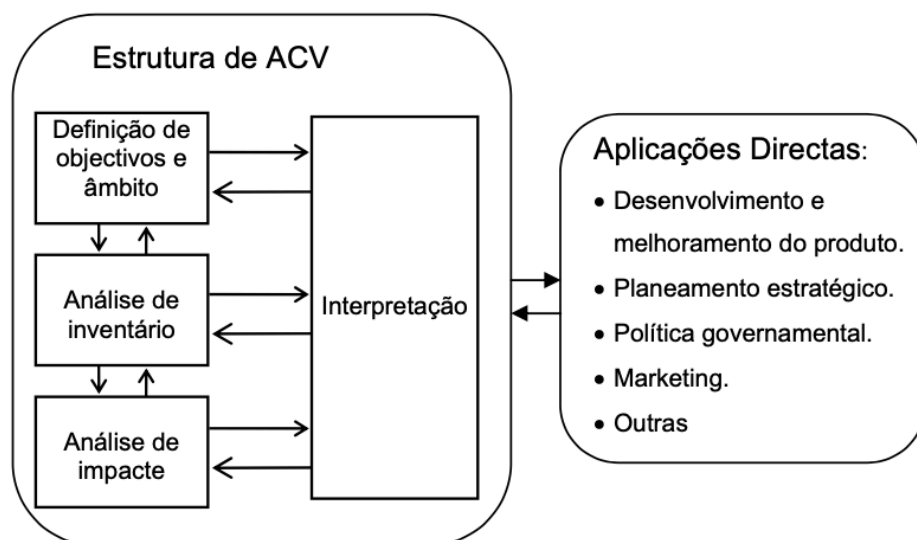 Estrutura de ACV
Definição de
objectivos e
âmbito
Análise de
inventário
Análise de
impacte
Interpretação
Aplicações Directas:
• Desenvolvimento e
melhoramento do produto.
• Planeamento estratégico.
• Política governamental.
• Marketing.
• Outras